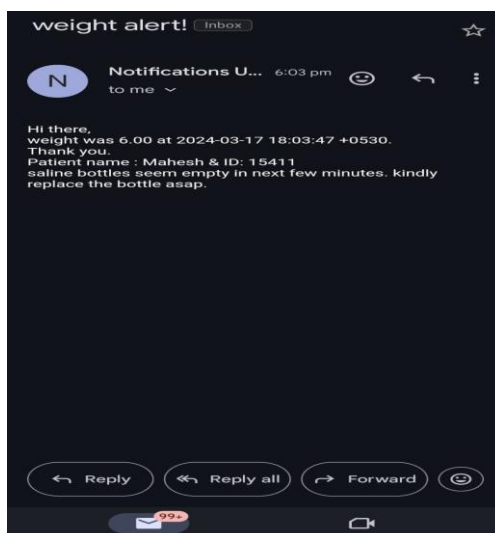 weight alert! Inbox
N
Notifications U... 6:03 pm
to me
Hi there,
weight was 6.00 at 2024-03-17 18:03:47 +0530.
Thank you.
Patient name : Mahesh & ID: 15411
saline bottles seem empty in next few minutes. kindly
replace the bottle asap.
Reply Reply all Forward
99+